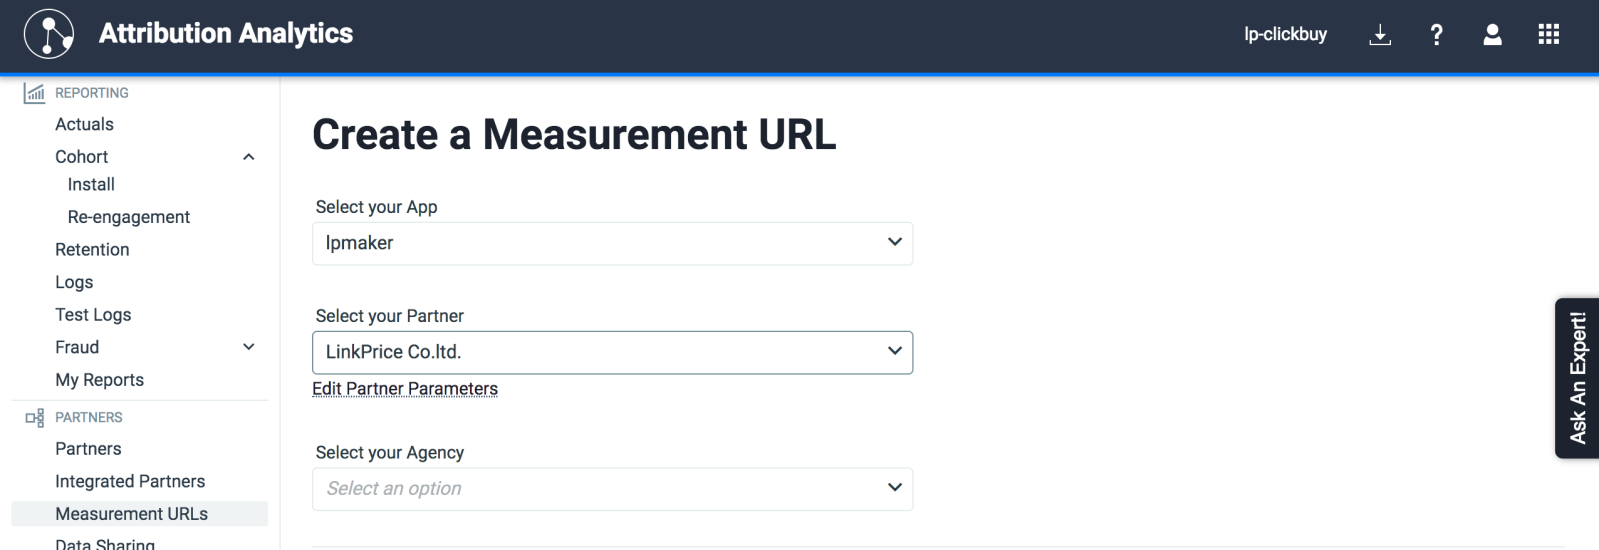 Attribution Analytics
lp-clickbuy
?
REPORTING
Actuals
Cohort
Install
Re-engagement
Retention
Logs
Test Logs
Fraud
My Reports
PARTNERS
Partners
Integrated Partners
Measurement URLs
Data Sharing
Create a Measurement URL
Select your App
lpmaker
Select your Partner
LinkPrice Co.ltd.
Edit Partner Parameters
Select your Agency
Select an option
Ask An Expert!